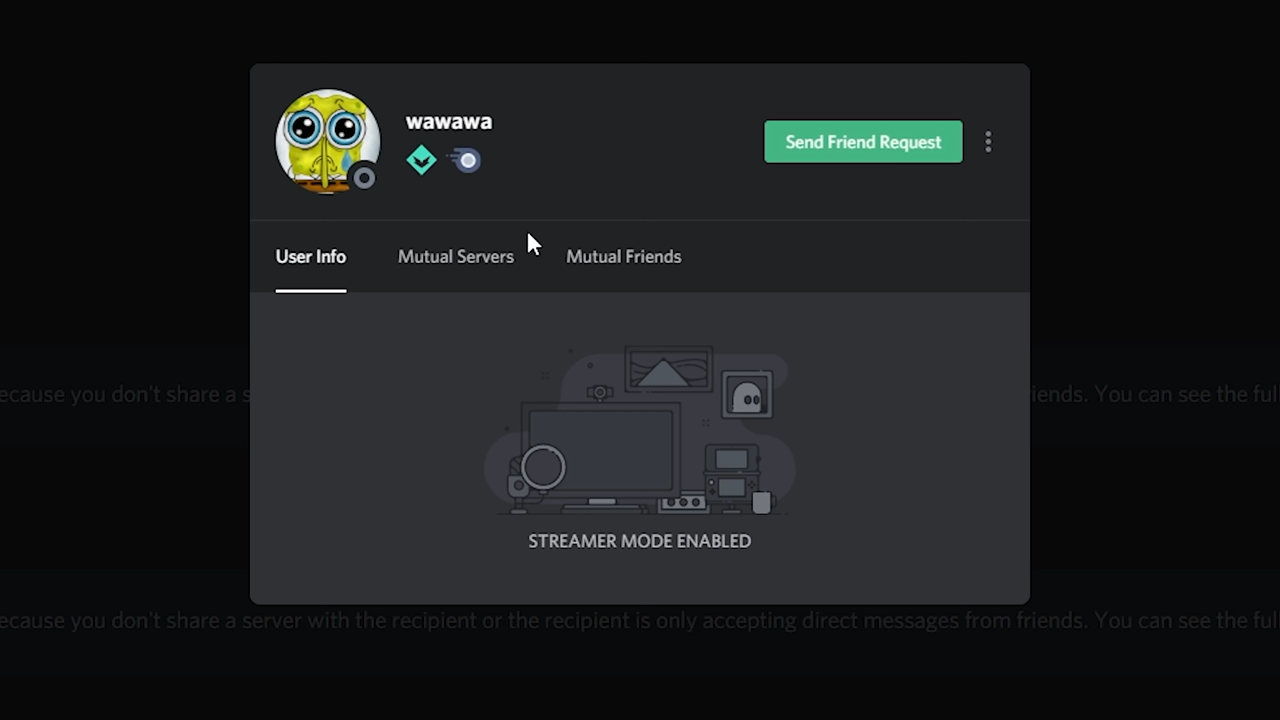 wawawa
Send Friend Request
User Info
Mutual Servers
Mutual Friends
ecause you don't share a s
iends. You can see the full
STREAMER MODE ENABLED
ecause you don't share a server with the recipient or the recipient is only accepting direct messages from friends. You can see the full